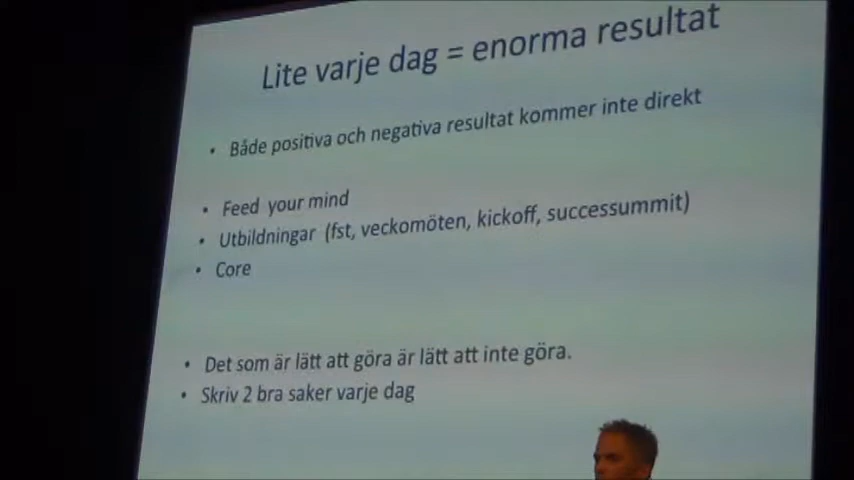 Lite varje dag = enorma resultat
• Både positiva och negativa resultat kommer inte direkt
• Feed your mind
• Utbildningar (fst, veckomöten, kickoff, successummit)
• Core
• Det som är lätt att göra är lätt att inte göra.
• Skriv 2 bra saker varje dag